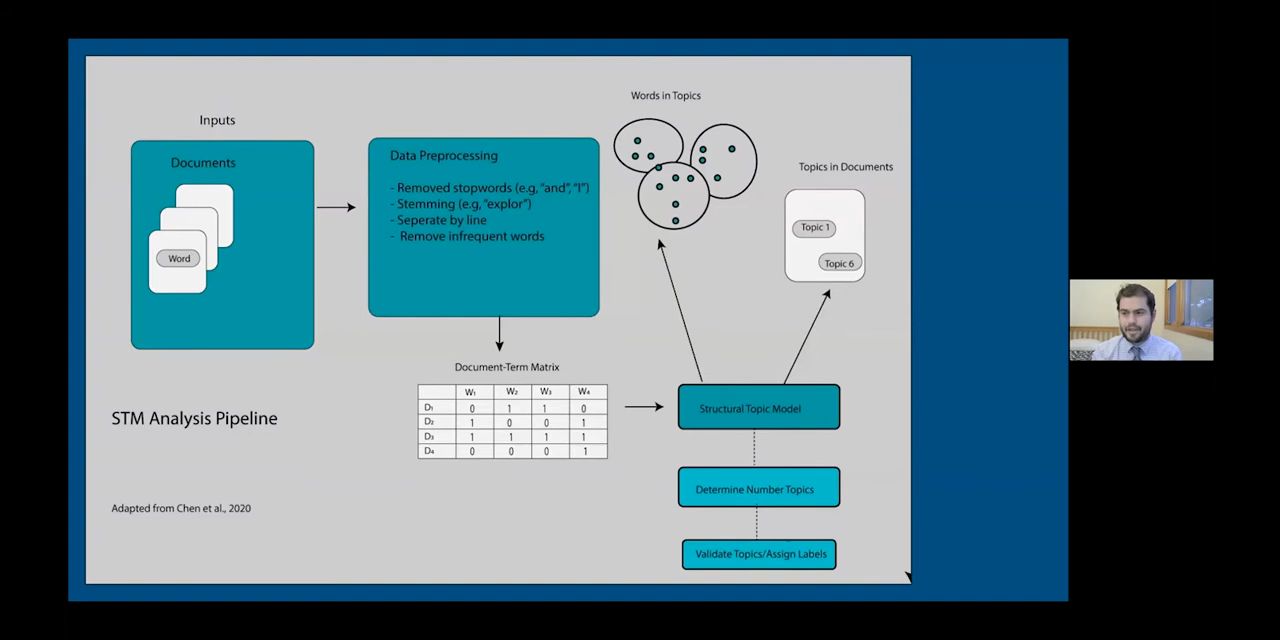 Inputs
Documents
Word
Data Preprocessing
- Removed stopwords (e.g, “and”, “I”)
- Stemming (e.g, “explor”)
- Seperate by line
- Remove infrequent words
Words in Topics
Topics in Documents
Topic 1
Topic 6
Document-Term Matrix
W₁ W₂ W₃ W₄
D₁ 0 1 1 0
D₂ 1 0 0 1
D₃ 1 1 1 1
D₄ 0 0 0 1
Structural Topic Model
Determine Number Topics
Validate Topics/Assign Labels
STM Analysis Pipeline
Adapted from Chen et al., 2020